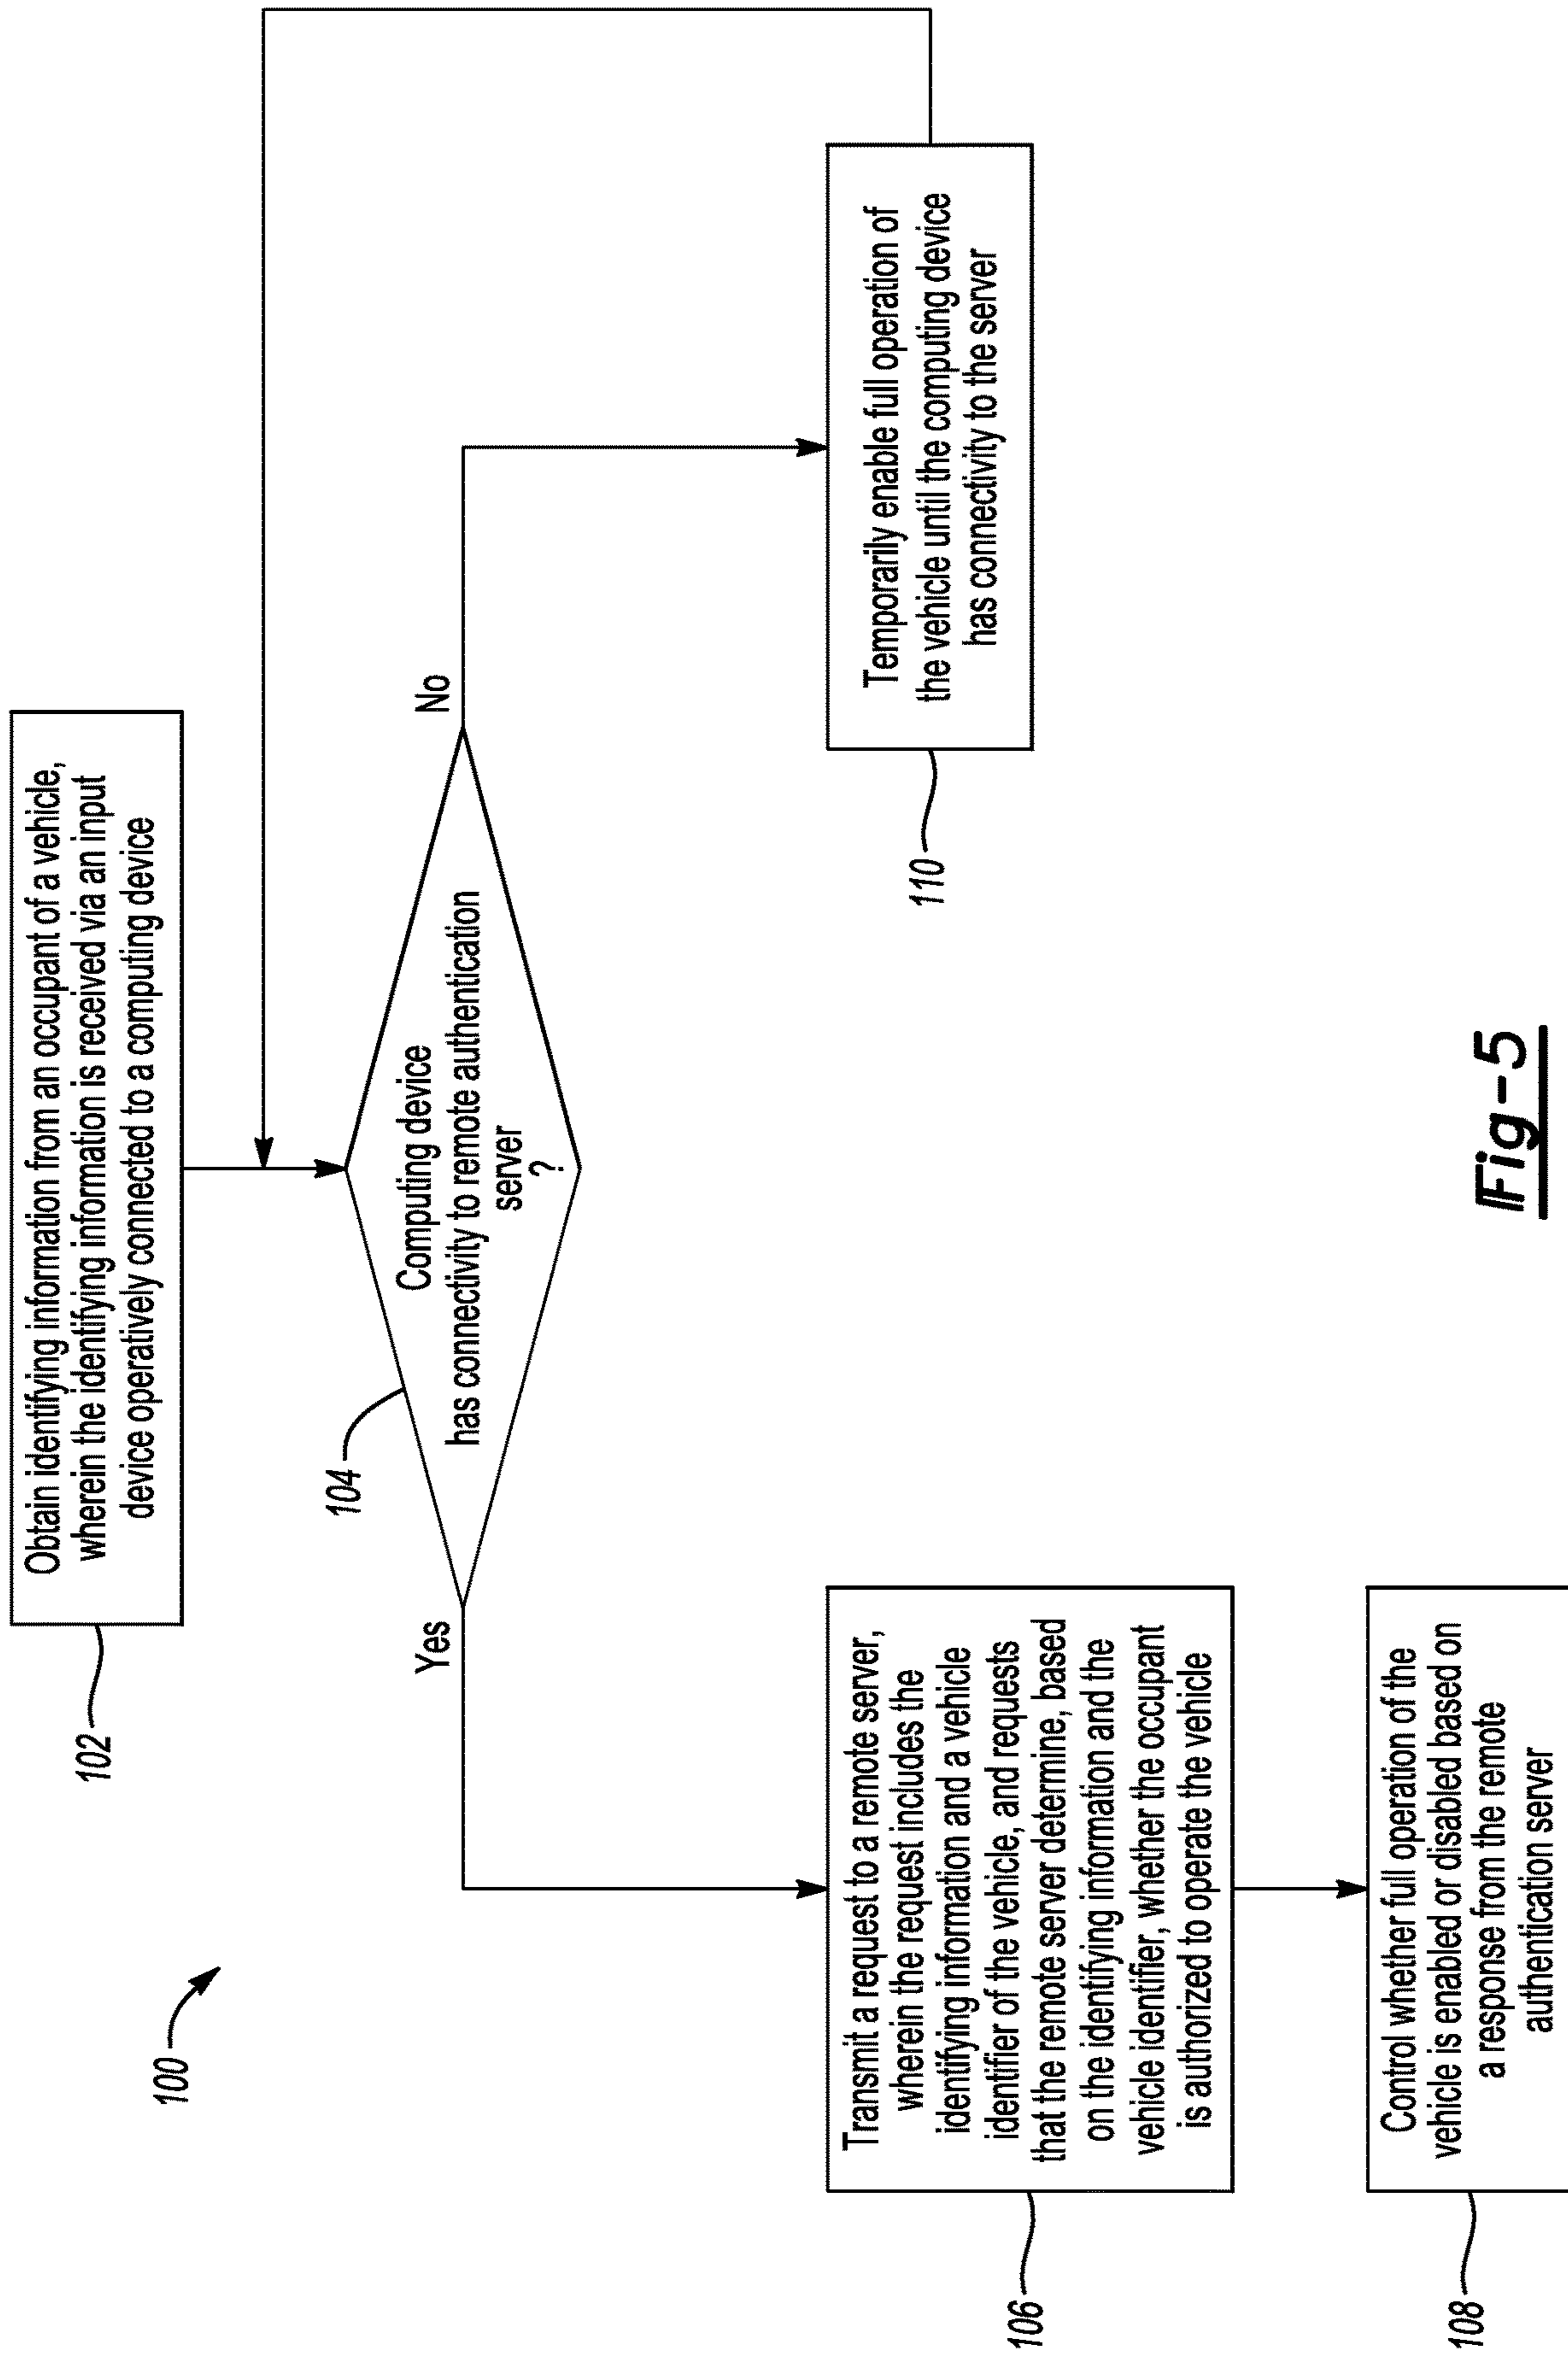 100
102
Obtain identifying information from an occupant of a vehicle,
wherein the identifying information is received via an input
device operatively connected to a computing device
104
Computing device
has connectivity to remote authentication
server
?
Yes
No
106
Transmit a request to a remote server,
wherein the request includes the
identifying information and a vehicle
identifier of the vehicle, and requests
that the remote server determine, based
on the identifying information and the
vehicle identifier, whether the occupant
is authorized to operate the vehicle
110
Temporarily enable full operation of
the vehicle until the computing device
has connectivity to the server
108
Control whether full operation of the
vehicle is enabled or disabled based on
a response from the remote
authentication server
Fig-5